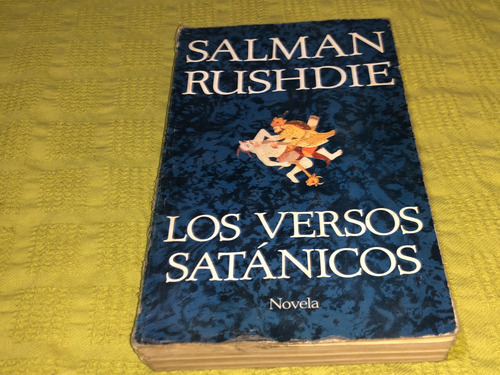 SALMAN
RUSHDIE
LOS VERSOS
SATÁNICOS
Novela